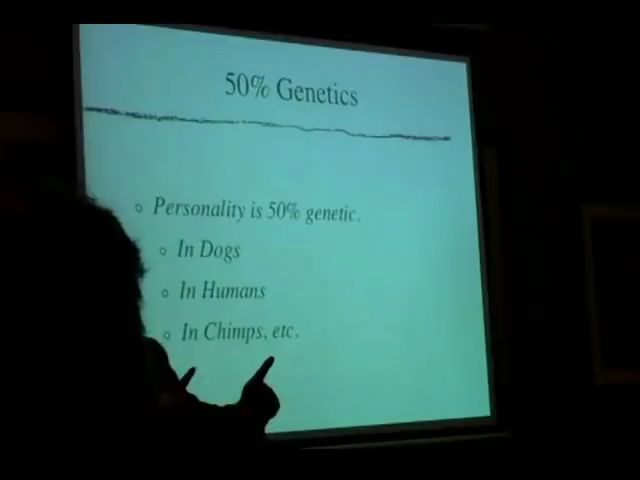 50% Genetics
Personality is 50% genetic.
In Dogs
In Humans
In Chimps, etc.